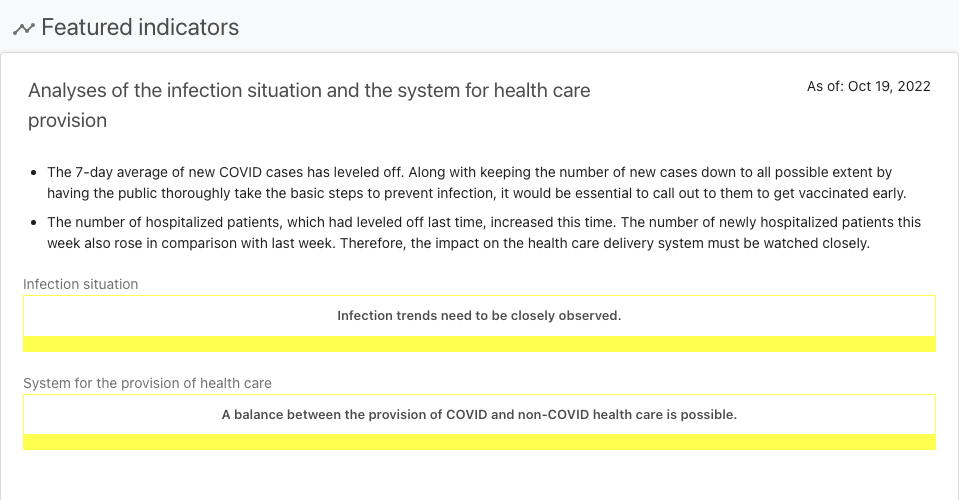 Featured indicators
Analyses of the infection situation and the system for health care
provision
As of: Oct 19, 2022
• The 7-day average of new COVID cases has leveled off. Along with keeping the number of new cases down to all possible extent by
having the public thoroughly take the basic steps to prevent infection, it would be essential to call out to them to get vaccinated early.
• The number of hospitalized patients, which had leveled off last time, increased this time. The number of newly hospitalized patients this
week also rose in comparison with last week. Therefore, the impact on the health care delivery system must be watched closely.
Infection situation
Infection trends need to be closely observed.
System for the provision of health care
A balance between the provision of COVID and non-COVID health care is possible.